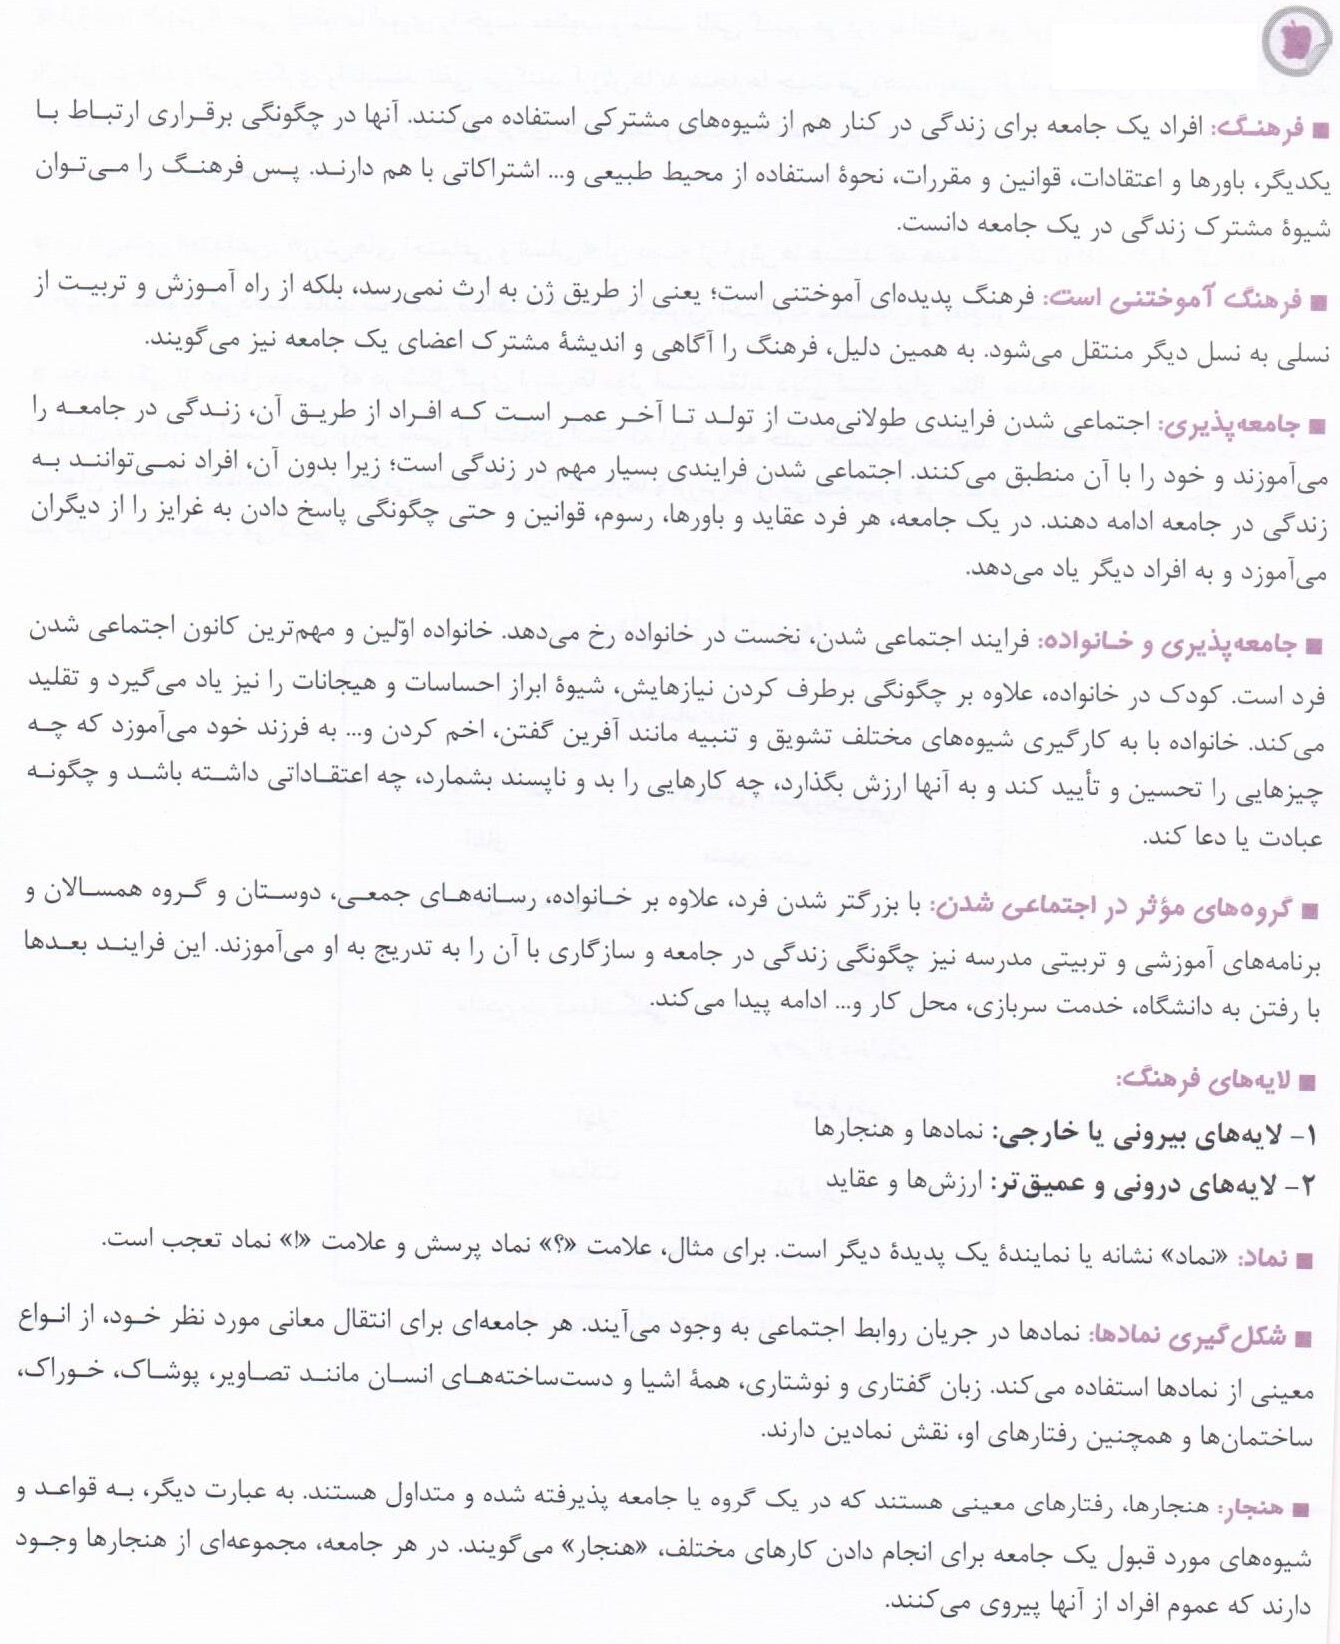 ■ فرهنگ: افراد یک جامعه برای زندگی در کنار هم از شیوه‌های مشترکی استفاده می‌کنند. آنها در چگونگی برقراری ارتباط با
یکدیگر، باورها و اعتقادات، قوانین و مقررات، نحوهٔ استفاده از محیط طبیعی و... اشتراکاتی با هم دارند. پس فرهنگ را می‌توان
شیوهٔ مشترک زندگی در یک جامعه دانست.
■ فرهنگ آموختنی است: فرهنگ پدیده‌ای آموختنی است؛ یعنی از طریق ژن به ارث نمی‌رسد، بلکه از راه آموزش و تربیت از
نسلی به نسل دیگر منتقل می‌شود. به همین دلیل، فرهنگ را آگاهی و اندیشهٔ مشترک اعضای یک جامعه نیز می‌گویند.
■ جامعه‌پذیری: اجتماعی شدن فرایندی طولانی‌مدت از تولد تا آخر عمر است که افراد از طریق آن، زندگی در جامعه را
می‌آموزند و خود را با آن منطبق می‌کنند. اجتماعی شدن فرایندی بسیار مهم در زندگی است؛ زیرا بدون آن، افراد نمی‌توانند به
زندگی در جامعه ادامه دهند. در یک جامعه، هر فرد عقاید و باورها، رسوم، قوانین و حتی چگونگی پاسخ دادن به غرایز را از دیگران
می‌آموزد و به افراد دیگر یاد می‌دهد.
■ جامعه‌پذیری و خانواده: فرایند اجتماعی شدن، نخست در خانواده رخ می‌دهد. خانواده اوّلین و مهم‌ترین کانون اجتماعی شدن
فرد است. کودک در خانواده، علاوه بر چگونگی برطرف کردن نیازهایش، شیوهٔ ابراز احساسات و هیجانات را نیز یاد می‌گیرد و تقلید
می‌کند. خانواده با به کارگیری شیوه‌های مختلف تشویق و تنبیه مانند آفرین گفتن، اخم کردن و... به فرزند خود می‌آموزد که چه
چیزهایی را تحسین و تأیید کند و به آنها ارزش بگذارد، چه کارهایی را بد و ناپسند بشمارد، چه اعتقاداتی داشته باشد و چگونه
عبادت یا دعا کند.
■ گروه‌های مؤثر در اجتماعی شدن: با بزرگتر شدن فرد، علاوه بر خانواده، رسانه‌های جمعی، دوستان و گروه همسالان و
برنامه‌های آموزشی و تربیتی مدرسه نیز چگونگی زندگی در جامعه و سازگاری با آن را به تدریج به او می‌آموزند. این فرایند بعدها
با رفتن به دانشگاه، خدمت سربازی، محل کار و... ادامه پیدا می‌کند.
■ لایه‌های فرهنگ:
۱- لایه‌های بیرونی یا خارجی: نمادها و هنجارها
۲- لایه‌های درونی و عمیق‌تر: ارزش‌ها و عقاید
■ نماد: «نماد» نشانه یا نمایندهٔ یک پدیدهٔ دیگر است. برای مثال، علامت «؟» نماد پرسش و علامت «!» نماد تعجب است.
■ شکل‌گیری نمادها: نمادها در جریان روابط اجتماعی به وجود می‌آیند. هر جامعه‌ای برای انتقال معانی مورد نظر خود، از انواع
معینی از نمادها استفاده می‌کند. زبان گفتاری و نوشتاری، همهٔ اشیا و دست‌ساخته‌های انسان مانند تصاویر، پوشاک، خوراک،
ساختمان‌ها و همچنین رفتارهای او، نقش نمادین دارند.
■ هنجار: هنجارها، رفتارهای معینی هستند که در یک گروه یا جامعه پذیرفته شده و متداول هستند. به عبارت دیگر، به قواعد و
شیوه‌های مورد قبول یک جامعه برای انجام دادن کارهای مختلف، «هنجار» می‌گویند. در هر جامعه، مجموعه‌ای از هنجارها وجود
دارند که عموم افراد از آنها پیروی می‌کنند.